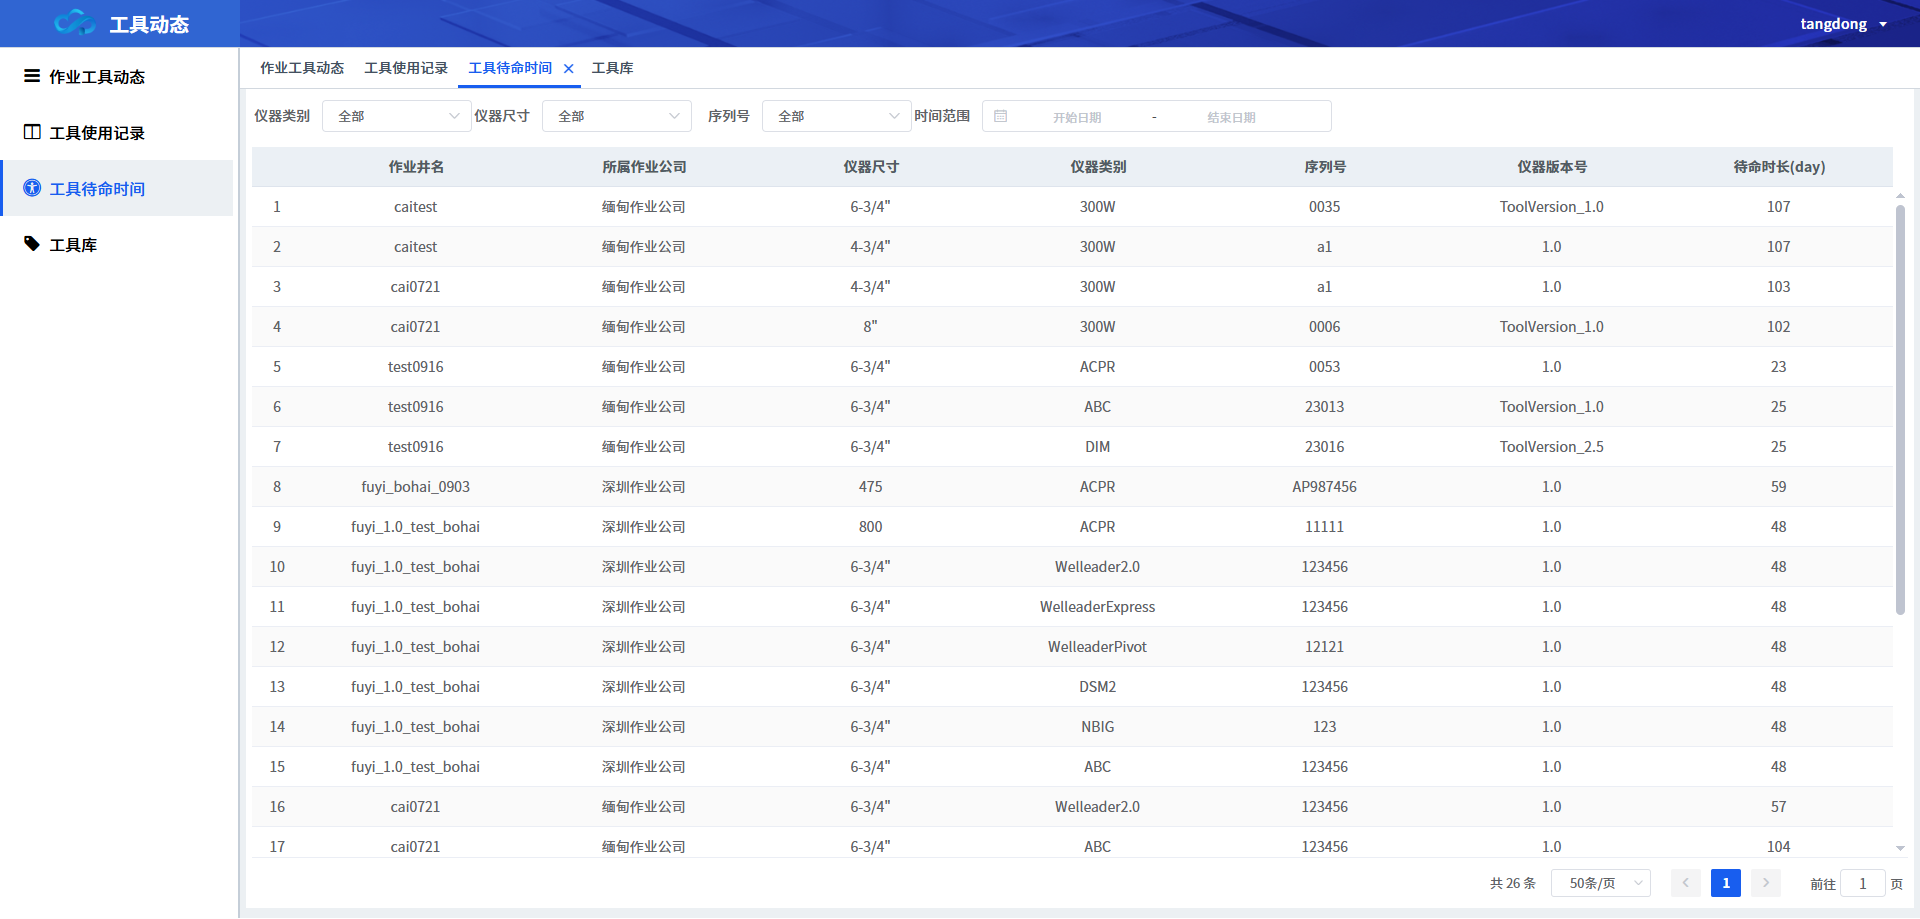 工具动态
tangdong
作业工具动态
工具使用记录
工具待命时间
工具库
作业工具动态 工具使用记录 工具待命时间 工具库
仪器类别 全部 仪器尺寸 全部 序列号 全部 时间范围 开始日期 - 结束日期
作业井名 所属作业公司 仪器尺寸 仪器类别 序列号 仪器版本号 待命时长(day)
1 caitest 缅甸作业公司 6-3/4" 300W 0035 ToolVersion_1.0 107
2 caitest 缅甸作业公司 4-3/4" 300W a1 1.0 107
3 cai0721 缅甸作业公司 4-3/4" 300W a1 1.0 103
4 cai0721 缅甸作业公司 8" 300W 0006 ToolVersion_1.0 102
5 test0916 缅甸作业公司 6-3/4" ACPR 0053 1.0 23
6 test0916 缅甸作业公司 6-3/4" ABC 23013 ToolVersion_1.0 25
7 test0916 缅甸作业公司 6-3/4" DIM 23016 ToolVersion_2.5 25
8 fuyi_bohai_0903 深圳作业公司 475 ACPR AP987456 1.0 59
9 fuyi_1.0_test_bohai 深圳作业公司 800 ACPR 11111 1.0 48
10 fuyi_1.0_test_bohai 深圳作业公司 6-3/4" Welleader2.0 123456 1.0 48
11 fuyi_1.0_test_bohai 深圳作业公司 6-3/4" WelleaderExpress 123456 1.0 48
12 fuyi_1.0_test_bohai 深圳作业公司 6-3/4" WelleaderPivot 12121 1.0 48
13 fuyi_1.0_test_bohai 深圳作业公司 6-3/4" DSM2 123456 1.0 48
14 fuyi_1.0_test_bohai 深圳作业公司 6-3/4" NBIG 123 1.0 48
15 fuyi_1.0_test_bohai 深圳作业公司 6-3/4" ABC 123456 1.0 48
16 cai0721 缅甸作业公司 6-3/4" Welleader2.0 123456 1.0 57
17 cai0721 缅甸作业公司 6-3/4" ABC 123456 1.0 104
共 26 条 50条/页 1 前往 1 页